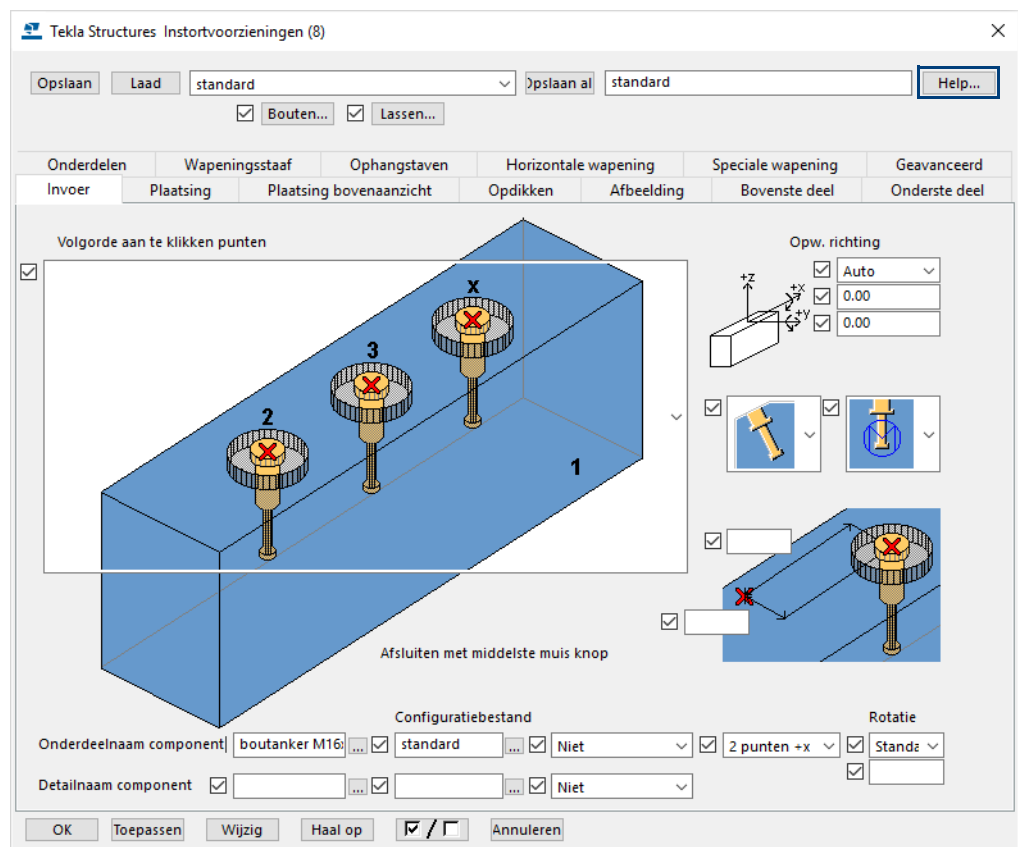 Tekla Structures Instortvoorzieningen (8)
Opslaan Laad standard Opslaan al standard Help...
Bouten... Lassen...
Onderdelen Wapeningsstaaf Ophangstaven Horizontale wapening Speciale wapening Geavanceerd
Invoer Plaatsing Plaatsing bovenaanzicht Opdikken Afbeelding Bovenste deel Onderste deel
Volgorde aan te klikken punten Opw. richting
Auto
0.00
0.00
+z
+x
+y
x
3
2
1
Afsluiten met middelste muis knop
Configuratiebestand Rotatie
Onderdeelnaam component boutanker M16x ... standard ... Niet 2 punten +x Standa
Detailnaam component ... ... Niet
OK Toepassen Wijzig Haal op / Annuleren